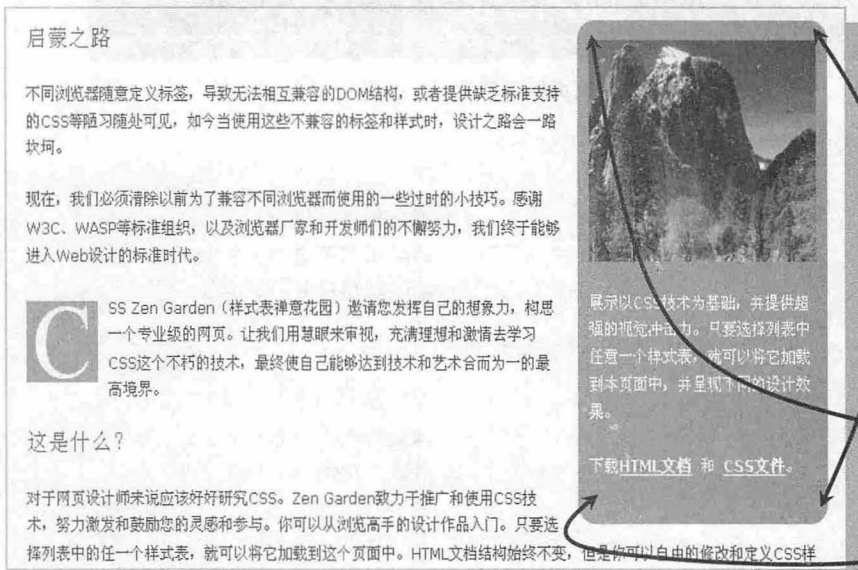 启蒙之路
不同浏览器随意定义标签，导致无法相互兼容的DOM结构，或者提供缺乏标准支持
的CSS等陋习随处可见，如今当使用这些不兼容的标签和样式时，设计之路会一路
坎坷。
现在，我们必须清除以前为了兼容不同浏览器而使用的一些过时的小技巧。感谢
W3C、WASP等标准组织，以及浏览器厂家和开发师们的不懈努力，我们终于能够
进入Web设计的标准时代。
C
SS Zen Garden（样式表禅意花园）邀请您发挥自己的想象力，构思
一个专业级的网页。让我们用慧眼来审视，充满理想和激情去学习
CSS这个不朽的技术，最终使自己能够达到技术和艺术合而为一的最
高境界。
这是什么？
对于网页设计师来说应该好好研究CSS。Zen Garden致力于推广和使用CSS技
术，努力激发和鼓励您的灵感和参与。你可以从浏览高手的设计作品入门。只要选
择列表中的任一个样式表，就可以将它加载到这个页面中。HTML文档结构始终不变，但是你可以自由的修改和定义CSS样
展示以CSS技术为基础，并提供超
强的视觉冲击力。只要选择列表中
任意一个样式表，就可以将它加载
到本页面中，并呈现不同的设计效
果。
下载HTML文档 和 CSS文件。